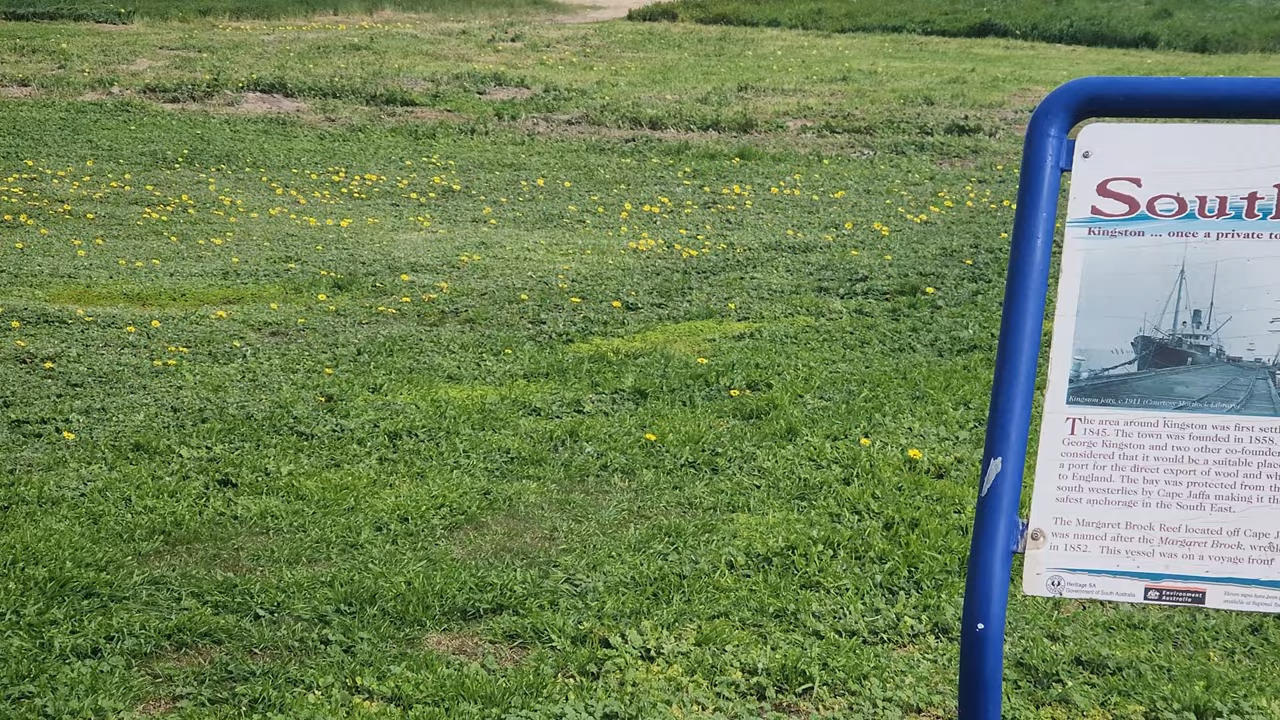 South
Kingston ... once a private to
Kingston jetty, c.1911 (Courtesy Mortlock Library)
The area around Kingston was first settl
1845. The town was founded in 1858
George Kingston and two other co-founde
considered that it would be a suitable plac
a port for the direct export of wool and wh
to England. The bay was protected from th
south westerlies by Cape Jaffa making it th
safest anchorage in the South East.
The Margaret Brock Reef located off Cape J
was named after the Margaret Brock, wre
in 1852. This vessel was on a voyage from
Heritage SA
Government of South Australia
Environment
Australia
available at